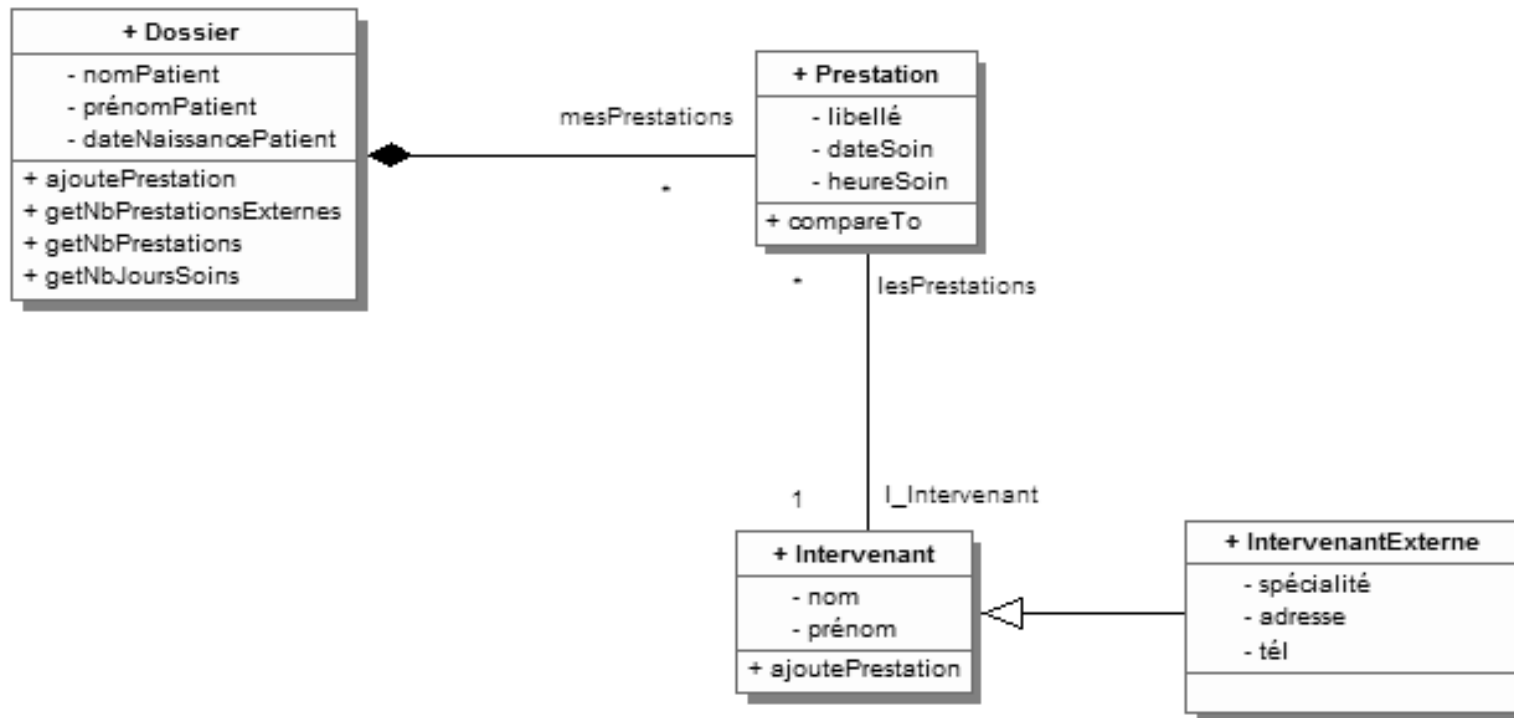 + Dossier
- nomPatient
- prénomPatient
- dateNaissancePatient
+ ajoutePrestation
+ getNbPrestationsExternes
+ getNbPrestations
+ getNbJoursSoins
mesPrestations
*
+ Prestation
- libellé
- dateSoin
- heureSoin
+ compareTo
* lesPrestations
1 l_Intervenant
+ Intervenant
- nom
- prénom
+ ajoutePrestation
+ IntervenantExterne
- spécialité
- adresse
- tél